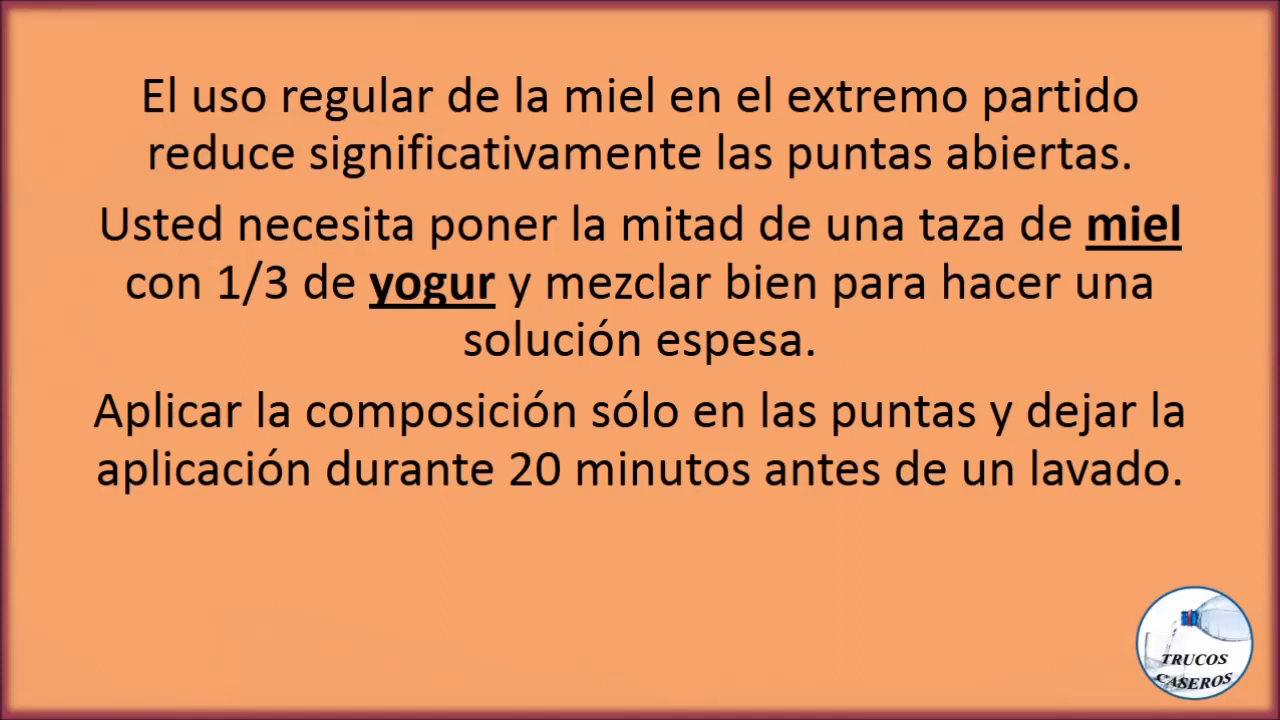 El uso regular de la miel en el extremo partido
reduce significativamente las puntas abiertas.
Usted necesita poner la mitad de una taza de miel
con 1/3 de yogur y mezclar bien para hacer una
solución espesa.
Aplicar la composición sólo en las puntas y dejar la
aplicación durante 20 minutos antes de un lavado.
TRUCOS
CASEROS